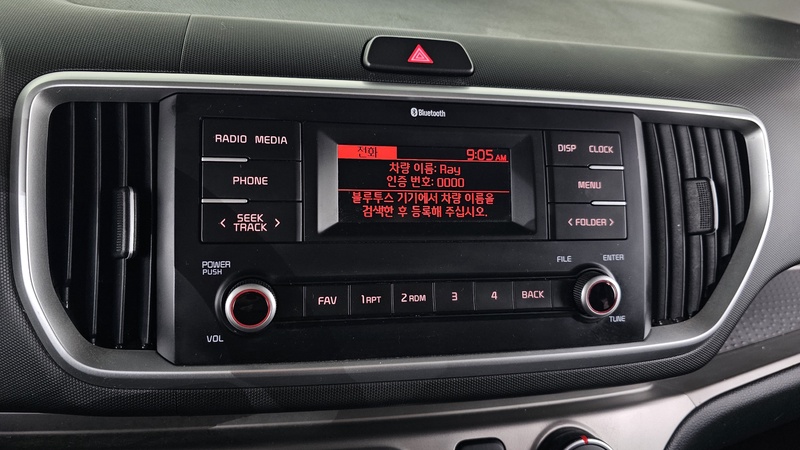 Bluetooth
RADIO MEDIA
PHONE
SEEK
TRACK
전화 9:05 AM
차량 이름: Ray
인증 번호: 0000
블루투스 기기에서 차량 이름을
검색한 후 등록해 주십시오.
DISP CLOCK
MENU
FOLDER
POWER
PUSH
VOL
FAV 1 RPT 2 RDM 3 4 BACK
FILE ENTER
TUNE